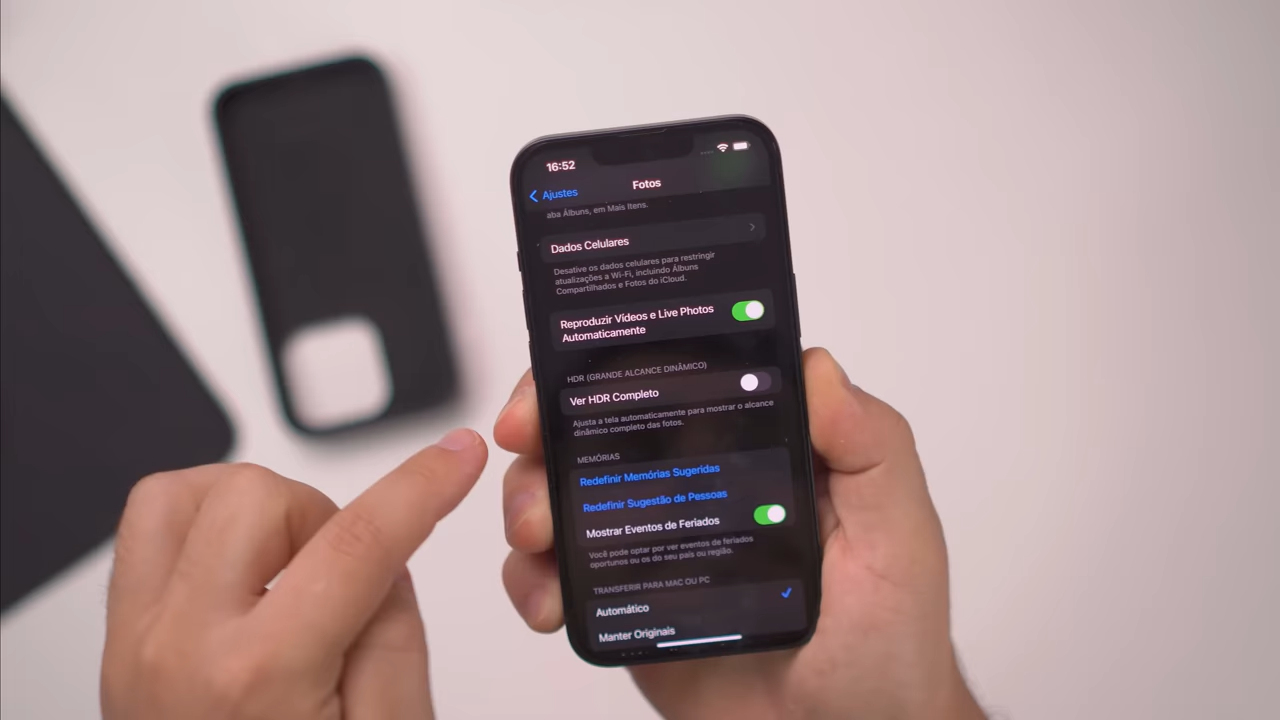 16:52
Ajustes
Fotos
aba Álbuns, em Mais Itens.
Dados Celulares
Desative os dados celulares para restringir
atualizações a Wi-Fi, incluindo Álbuns
Compartilhados e Fotos do iCloud.
Reproduzir Vídeos e Live Photos
Automaticamente
HDR (GRANDE ALCANCE DINÂMICO)
Ver HDR Completo
Ajusta a tela automaticamente para mostrar o alcance
dinâmico completo das fotos.
MEMÓRIAS
Redefinir Memórias Sugeridas
Redefinir Sugestão de Pessoas
Mostrar Eventos de Feriados
Você pode optar por ver eventos de feriados
oportunos ou os do seu país ou região.
TRANSFERIR PARA MAC OU PC
Automático
Manter Originais